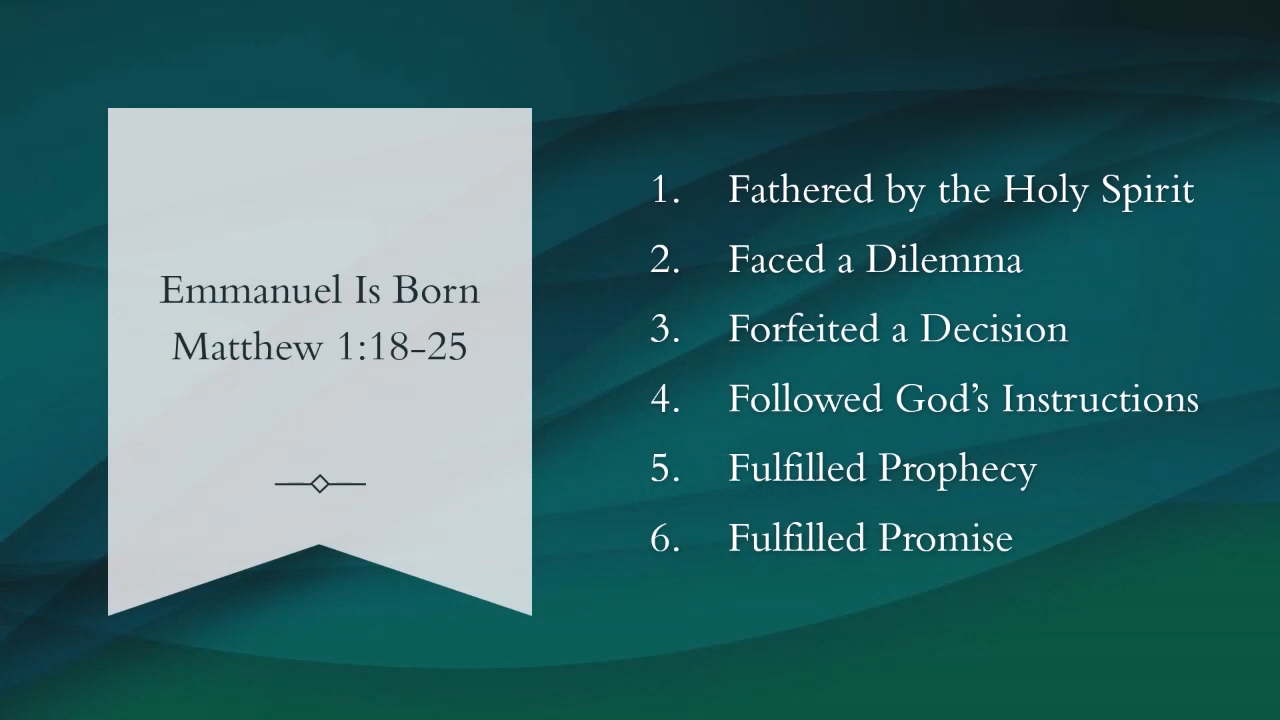 Emmanuel Is Born
Matthew 1:18-25
1. Fathered by the Holy Spirit
2. Faced a Dilemma
3. Forfeited a Decision
4. Followed God’s Instructions
5. Fulfilled Prophecy
6. Fulfilled Promise